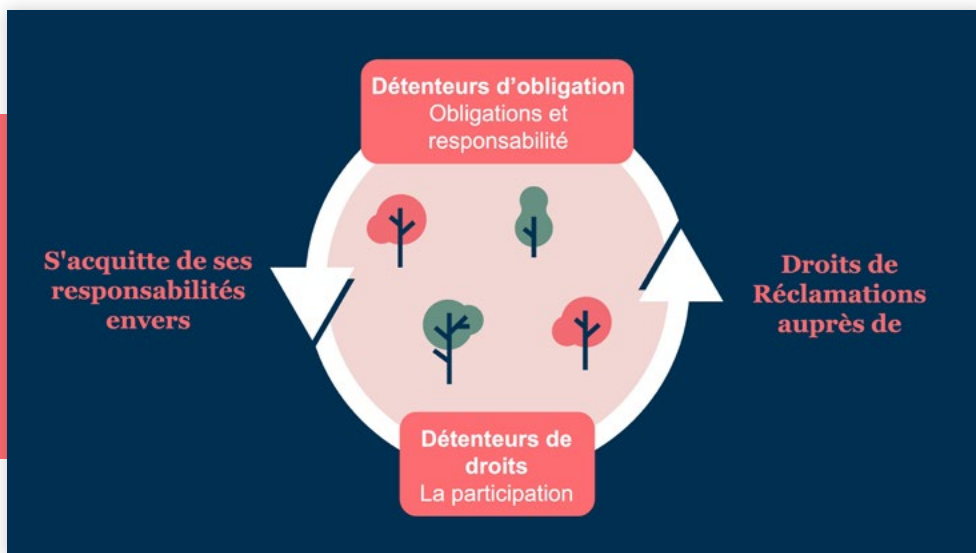 Détenteurs d'obligation
Obligations et
responsabilité
S'acquitte de ses
responsabilités
envers
Droits de
Réclamations
auprès de
Détenteurs de
droits
La participation